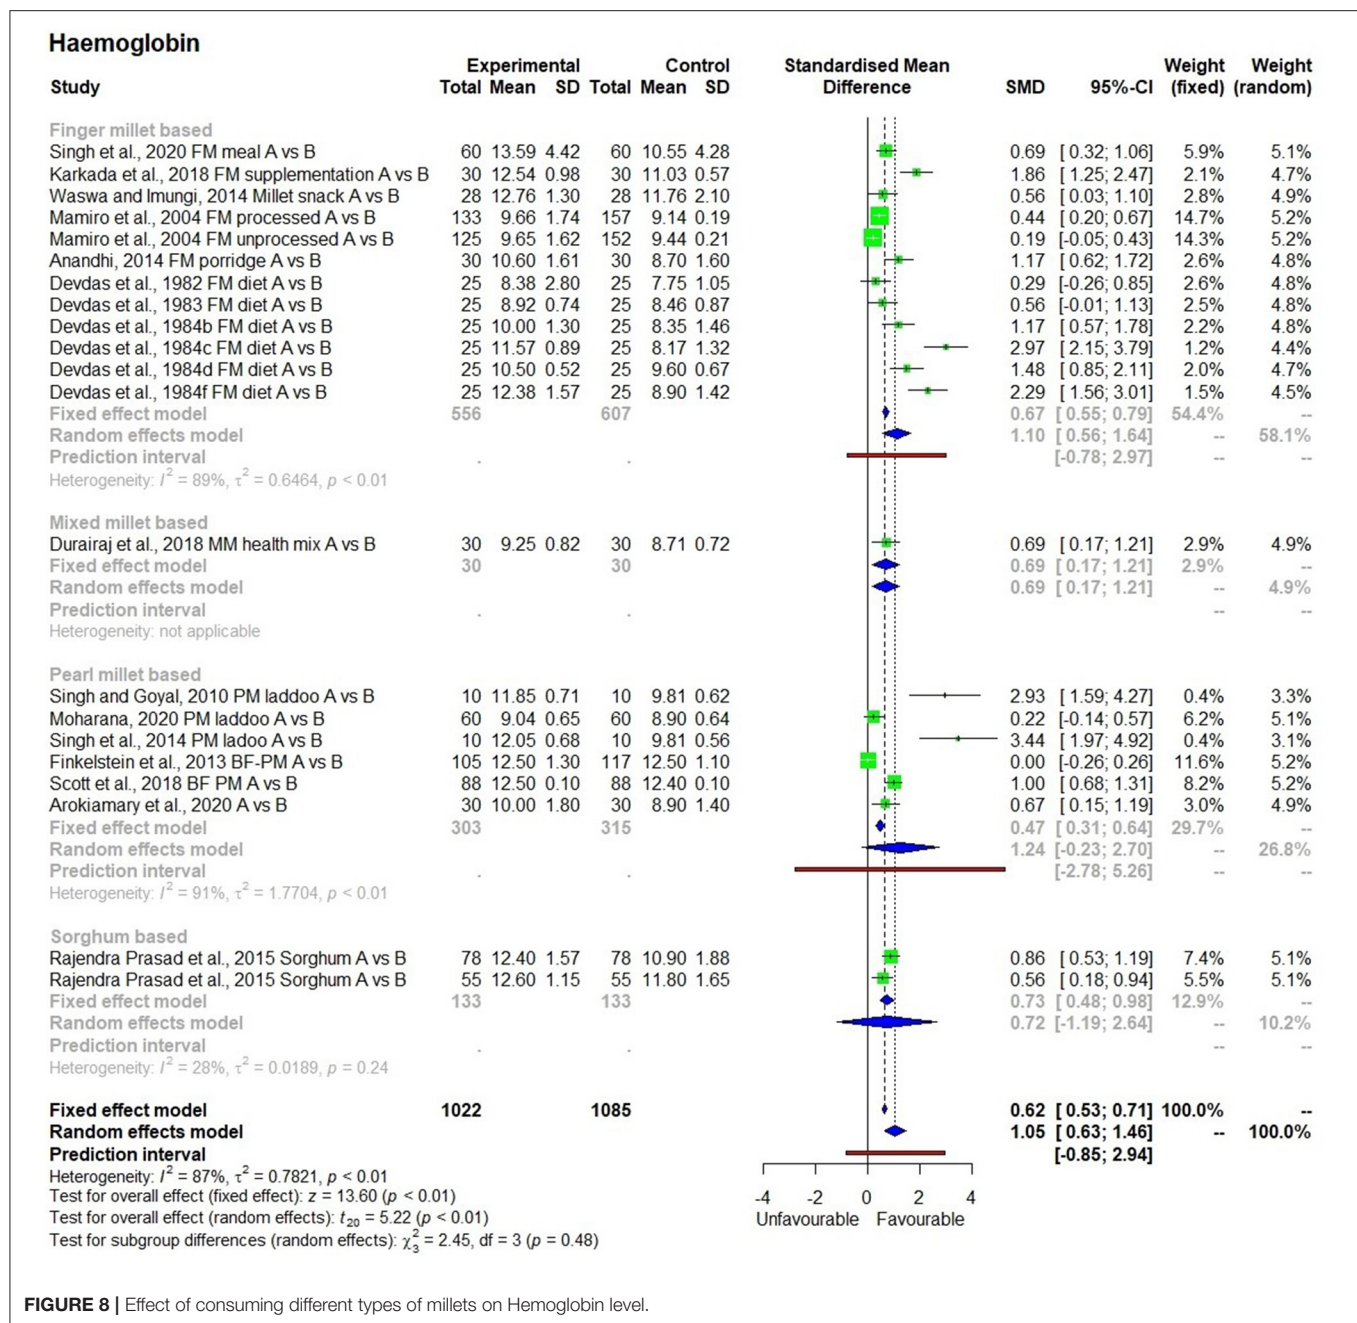 Haemoglobin
Experimental Control Standardised Mean Weight Weight
Study Total Mean SD Total Mean SD Difference SMD 95%-CI (fixed) (random)
Finger millet based
Singh et al., 2020 FM meal A vs B 60 13.59 4.42 60 10.55 4.28 0.69 [ 0.32; 1.06] 5.9% 5.1%
Karkada et al., 2018 FM supplementation A vs B 30 12.54 0.98 30 11.03 0.57 1.86 [ 1.25; 2.47] 2.1% 4.7%
Waswa and Imungi, 2014 Millet snack A vs B 28 12.76 1.30 28 11.76 2.10 0.56 [ 0.03; 1.10] 2.8% 4.9%
Mamiro et al., 2004 FM processed A vs B 133 9.66 1.74 157 9.14 0.19 0.44 [ 0.20; 0.67] 14.7% 5.2%
Mamiro et al., 2004 FM unprocessed A vs B 125 9.65 1.62 152 9.44 0.21 0.19 [-0.05; 0.43] 14.3% 5.2%
Anandhi, 2014 FM porridge A vs B 30 10.60 1.61 30 8.70 1.60 1.17 [ 0.62; 1.72] 2.6% 4.8%
Devdas et al., 1982 FM diet A vs B 25 8.38 2.80 25 7.75 1.05 0.29 [-0.26; 0.85] 2.6% 4.8%
Devdas et al., 1983 FM diet A vs B 25 8.92 0.74 25 8.46 0.87 0.56 [-0.01; 1.13] 2.5% 4.8%
Devdas et al., 1984b FM diet A vs B 25 10.00 1.30 25 8.35 1.46 1.17 [ 0.57; 1.78] 2.2% 4.8%
Devdas et al., 1984c FM diet A vs B 25 11.57 0.89 25 8.17 1.32 2.97 [ 2.15; 3.79] 1.2% 4.4%
Devdas et al., 1984d FM diet A vs B 25 10.50 0.52 25 9.60 0.67 1.48 [ 0.85; 2.11] 2.0% 4.7%
Devdas et al., 1984f FM diet A vs B 25 12.38 1.57 25 8.90 1.42 2.29 [ 1.56; 3.01] 1.5% 4.5%
Fixed effect model 556 607 0.67 [ 0.55; 0.79] 54.4% --
Random effects model 1.10 [ 0.56; 1.64] -- 58.1%
Prediction interval . . [-0.78; 2.97] -- --
Heterogeneity: I² = 89%, τ² = 0.6464, p < 0.01
Mixed millet based
Durairaj et al., 2018 MM health mix A vs B 30 9.25 0.82 30 8.71 0.72 0.69 [ 0.17; 1.21] 2.9% 4.9%
Fixed effect model 30 30 0.69 [ 0.17; 1.21] 2.9% --
Random effects model 0.69 [ 0.17; 1.21] -- 4.9%
Prediction interval . . -- --
Heterogeneity: not applicable
Pearl millet based
Singh and Goyal, 2010 PM laddoo A vs B 10 11.85 0.71 10 9.81 0.62 2.93 [ 1.59; 4.27] 0.4% 3.3%
Moharana, 2020 PM laddoo A vs B 60 9.04 0.65 60 8.90 0.64 0.22 [-0.14; 0.57] 6.2% 5.1%
Singh et al., 2014 PM ladoo A vs B 10 12.05 0.68 10 9.81 0.56 3.44 [ 1.97; 4.92] 0.4% 3.1%
Finkelstein et al., 2013 BF-PM A vs B 105 12.50 1.30 117 12.50 1.10 0.00 [-0.26; 0.26] 11.6% 5.2%
Scott et al., 2018 BF PM A vs B 88 12.50 0.10 88 12.40 0.10 1.00 [ 0.68; 1.31] 8.2% 5.2%
Arokiamary et al., 2020 A vs B 30 10.00 1.80 30 8.90 1.40 0.67 [ 0.15; 1.19] 3.0% 4.9%
Fixed effect model 303 315 0.47 [ 0.31; 0.64] 29.7% --
Random effects model 1.24 [-0.23; 2.70] -- 26.8%
Prediction interval . . [-2.78; 5.26] -- --
Heterogeneity: I² = 91%, τ² = 1.7704, p < 0.01
Sorghum based
Rajendra Prasad et al., 2015 Sorghum A vs B 78 12.40 1.57 78 10.90 1.88 0.86 [ 0.53; 1.19] 7.4% 5.1%
Rajendra Prasad et al., 2015 Sorghum A vs B 55 12.60 1.15 55 11.80 1.65 0.56 [ 0.18; 0.94] 5.5% 5.1%
Fixed effect model 133 133 0.73 [ 0.48; 0.98] 12.9% --
Random effects model 0.72 [-1.19; 2.64] -- 10.2%
Prediction interval . . -- --
Heterogeneity: I² = 28%, τ² = 0.0189, p = 0.24
Fixed effect model 1022 1085 0.62 [ 0.53; 0.71] 100.0% --
Random effects model 1.05 [ 0.63; 1.46] -- 100.0%
Prediction interval [-0.85; 2.94]
Heterogeneity: I² = 87%, τ² = 0.7821, p < 0.01
Test for overall effect (fixed effect): z = 13.60 (p < 0.01)
Test for overall effect (random effects): t₂₀ = 5.22 (p < 0.01)
Test for subgroup differences (random effects): χ²₃ = 2.45, df = 3 (p = 0.48)
-4 -2 0 2 4
Unfavourable Favourable
FIGURE 8 | Effect of consuming different types of millets on Hemoglobin level.